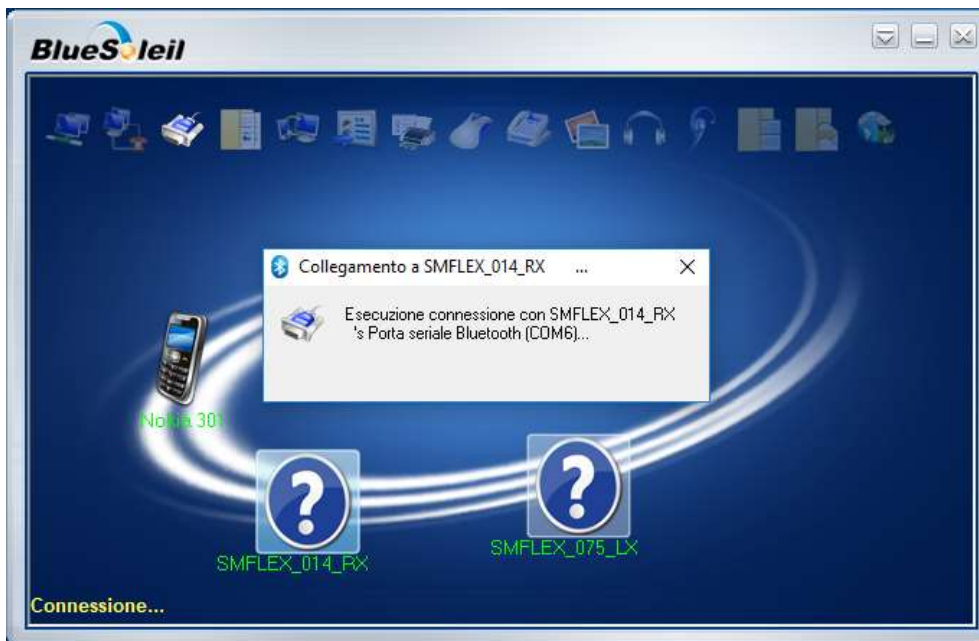 BlueSoleil
Collegamento a SMFLEX_014_RX ...
Esecuzione connessione con SMFLEX_014_RX
's Porta seriale Bluetooth (COM6)...
Nokia 301
SMFLEX_014_RX
SMFLEX_075_LX
Connessione...